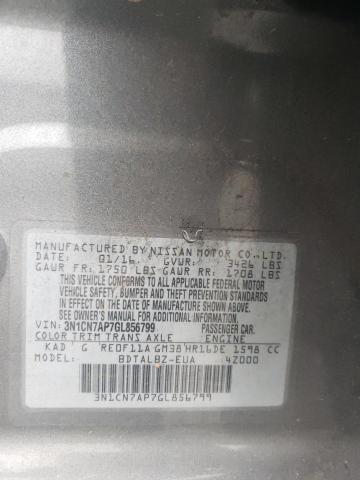 MANUFACTURED BY NISSAN MOTOR CO., LTD.
DATE: 01/16 GVWR: 3426 LBS
GAWR FR: 1750 LBS GAWR RR: 1708 LBS
THIS VEHICLE CONFORMS TO ALL APPLICABLE FEDERAL MOTOR
VEHICLE SAFETY, BUMPER AND THEFT PREVENTION STANDARDS
IN EFFECT ON THE DATE OF MANUFACTURE SHOWN ABOVE.
SEE OWNER'S MANUAL FOR ADDITIONAL INFORMATION.
VIN: 3N1CN7AP7GL856799 PASSENGER CAR.
COLOR TRIM TRANS AXLE ENGINE
KAD G RE0F11A GM38 HR16DE 1598 CC
MODEL: BDTALBZ-EUA 4Z000
3N1CN7AP7GL856799